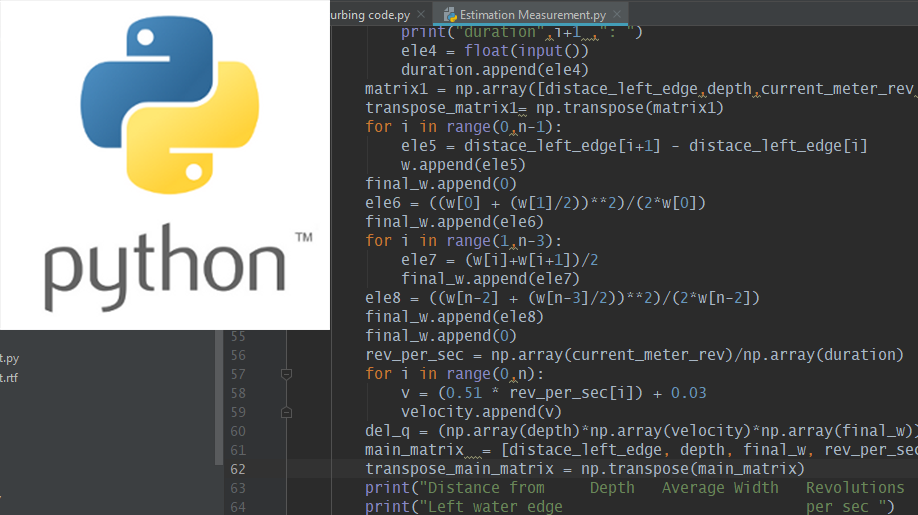 urbing code.py × Estimation Measurement.py ×
python ™
print("duration",i+1 ,": ")
ele4 = float(input())
duration.append(ele4)
matrix1 = np.array([distace_left_edge,depth,current_meter_rev
transpose_matrix1= np.transpose(matrix1)
for i in range(0,n-1):
ele5 = distace_left_edge[i+1] - distace_left_edge[i]
w.append(ele5)
final_w.append(0)
ele6 = ((w[0] + (w[1]/2))**2)/(2*w[0])
final_w.append(ele6)
for i in range(1,n-3):
ele7 = (w[i]+w[i+1])/2
final_w.append(ele7)
ele8 = ((w[n-2] + (w[n-3]/2))**2)/(2*w[n-2])
final_w.append(ele8)
55 final_w.append(0)
t.py
56 rev_per_sec = np.array(current_meter_rev)/np.array(duration)
t.rtf
57 for i in range(0,n):
58 v = (0.51 * rev_per_sec[i]) + 0.03
59 velocity.append(v)
60 del_q = (np.array(depth)*np.array(velocity)*np.array(final_w))
61 main_matrix  = [distace_left_edge, depth, final_w, rev_per_sec
62 transpose_main_matrix = np.transpose(main_matrix)
63 print("Distance from    Depth   Average Width   Revolutions
64 print("Left water edge                           per sec ")